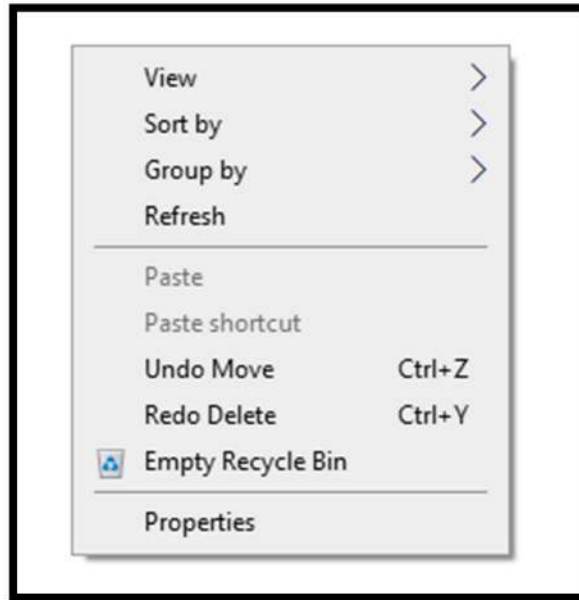 View
Sort by
Group by
Refresh
Paste
Paste shortcut
Undo Move Ctrl+Z
Redo Delete Ctrl+Y
Empty Recycle Bin
Properties